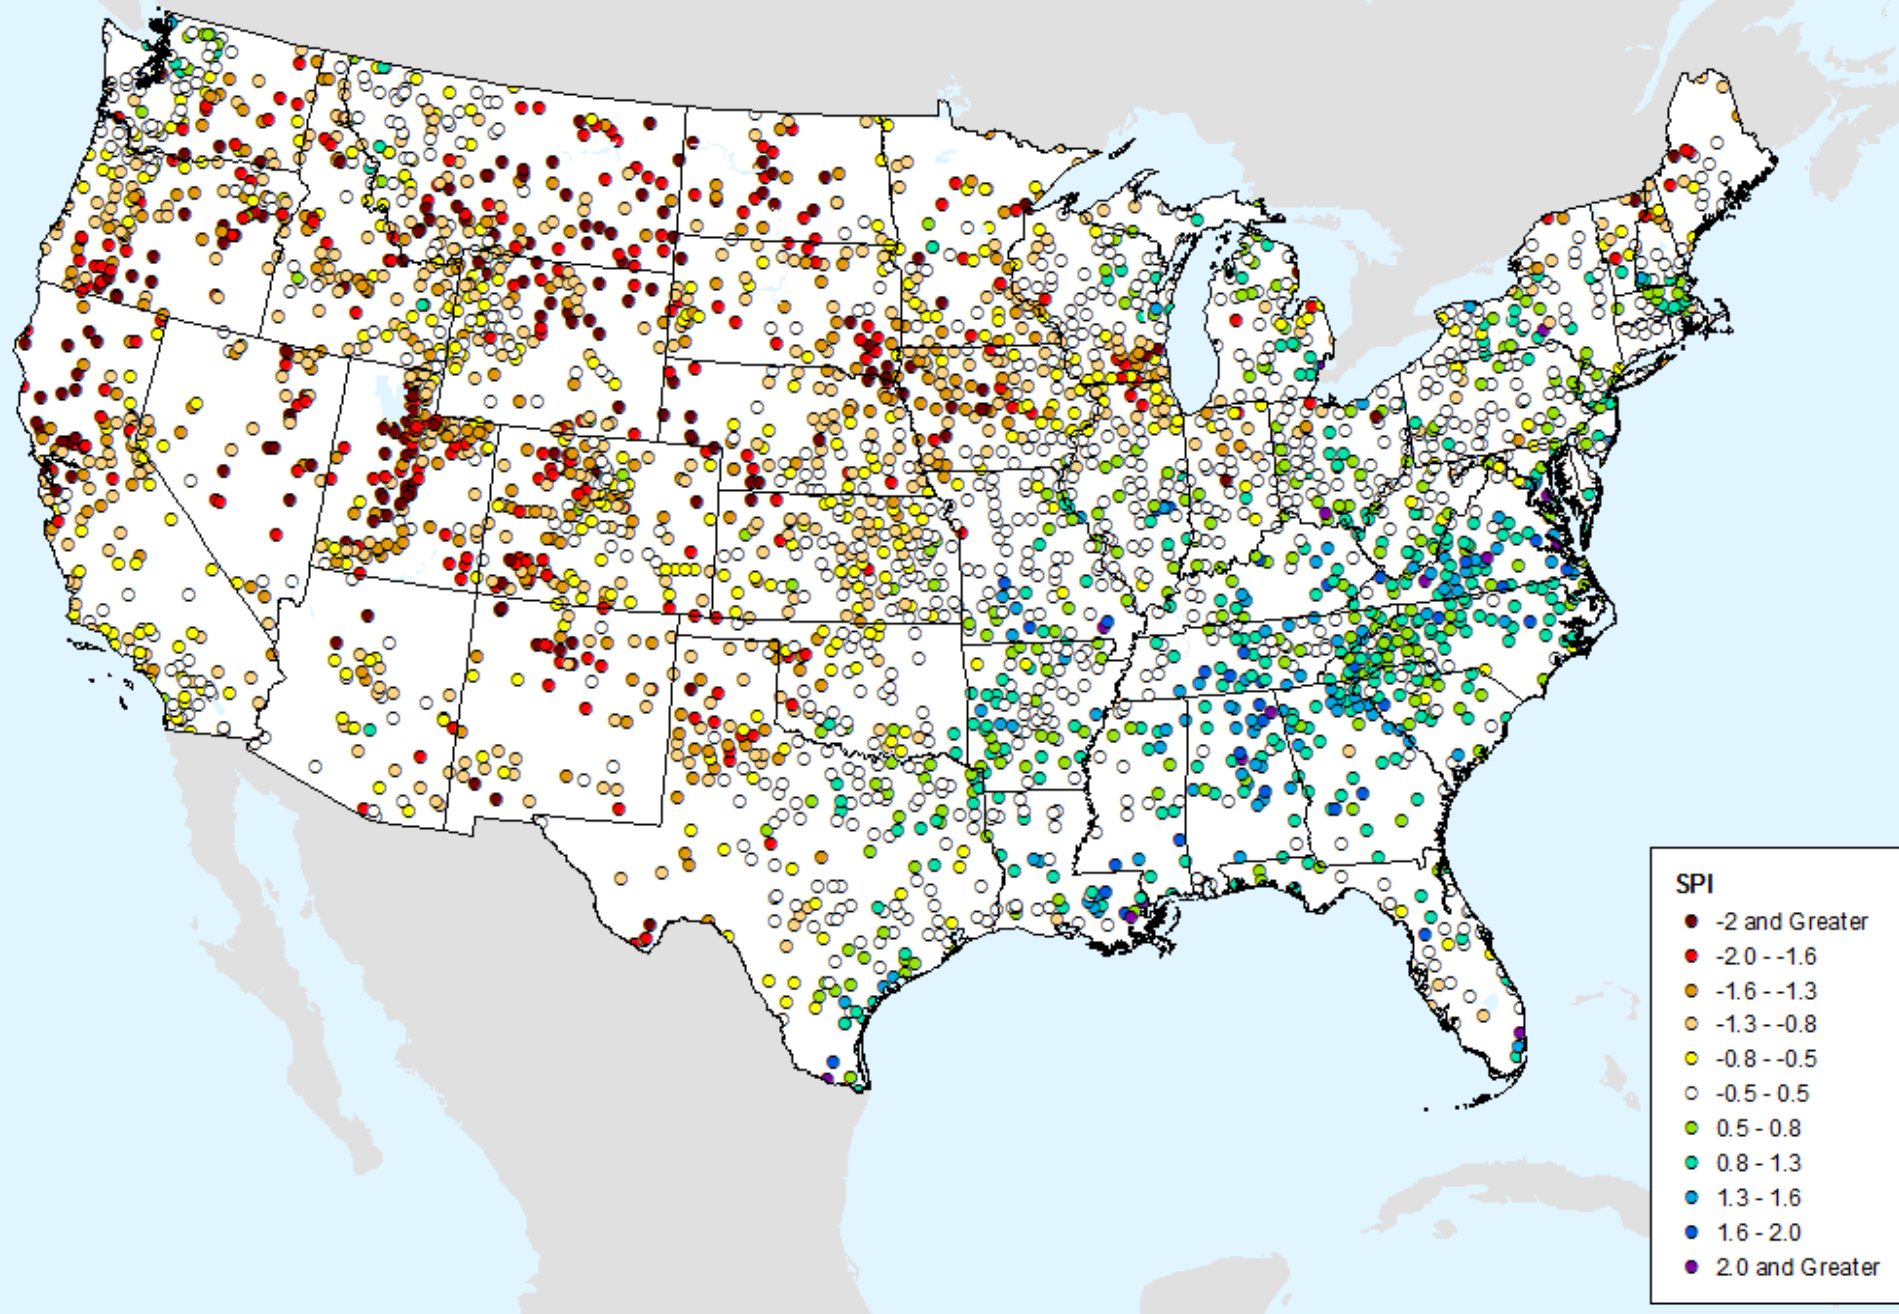 SPI
-2 and Greater
-2.0 - -1.6
-1.6 - -1.3
-1.3 - -0.8
-0.8 - -0.5
-0.5 - 0.5
0.5 - 0.8
0.8 - 1.3
1.3 - 1.6
1.6 - 2.0
2.0 and Greater